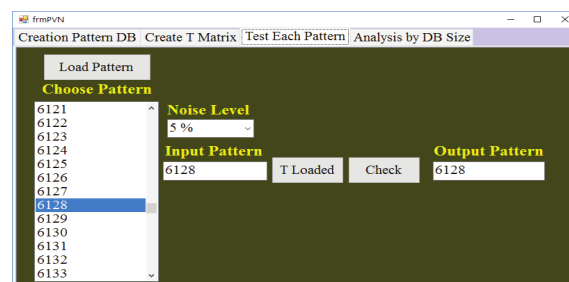 frmPVN
Creation Pattern DB Create T Matrix Test Each Pattern Analysis by DB Size
Load Pattern
Choose Pattern
6121
6122
6123
6124
6125
6126
6127
6128
6129
6130
6131
6132
6133
Noise Level
5 %
Input Pattern
6128
T Loaded
Check
Output Pattern
6128